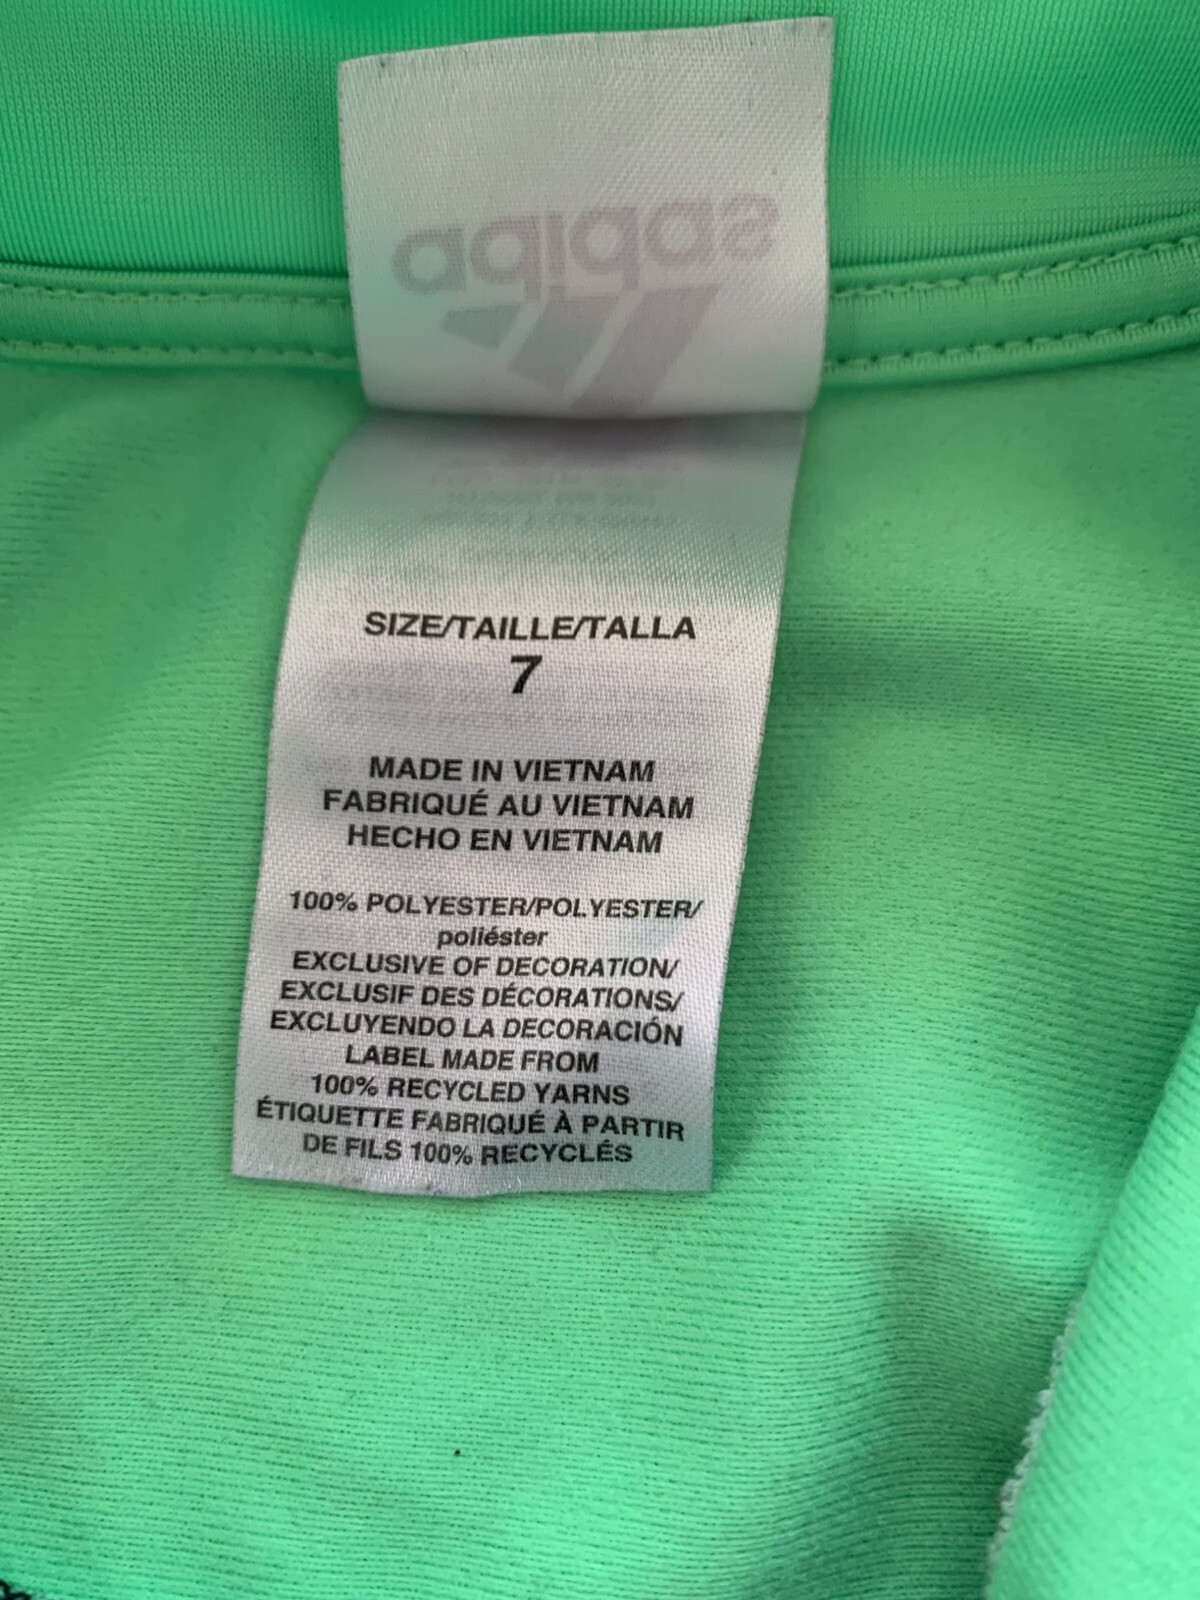 adidas
SIZE/TAILLE/TALLA
7
MADE IN VIETNAM
FABRIQUÉ AU VIETNAM
HECHO EN VIETNAM
100% POLYESTER/POLYESTER/
poliéster
EXCLUSIVE OF DECORATION/
EXCLUSIF DES DÉCORATIONS/
EXCLUYENDO LA DECORACIÓN
LABEL MADE FROM
100% RECYCLED YARNS
ÉTIQUETTE FABRIQUÉ À PARTIR
DE FILS 100% RECYCLÉS